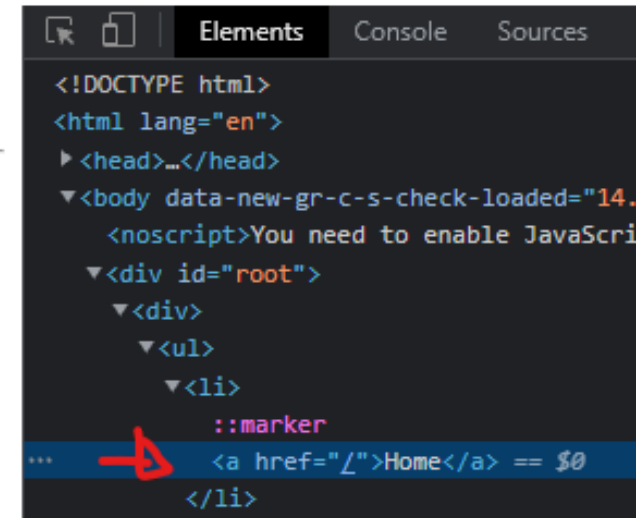 Elements Console Sources
<!DOCTYPE html>
<html lang="en">
<head>…</head>
<body data-new-gr-c-s-check-loaded="14.
<noscript>You need to enable JavaScri
<div id="root">
<div>
<ul>
<li>
::marker
<a href="/">Home</a> == $0
</li>